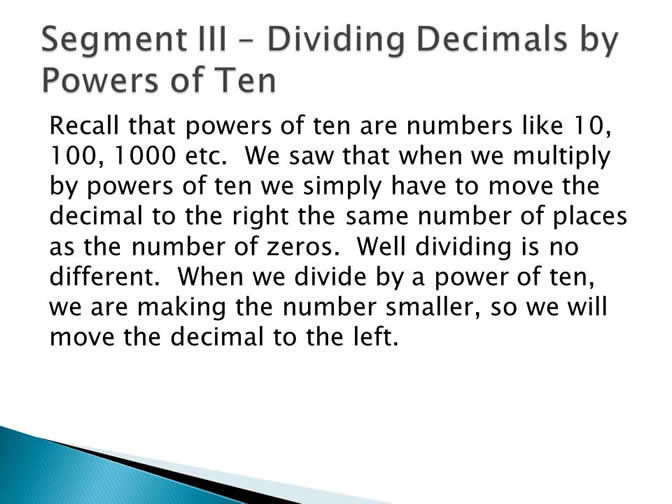 Segment III – Dividing Decimals by
Powers of Ten
Recall that powers of ten are numbers like 10,
100, 1000 etc.  We saw that when we multiply
by powers of ten we simply have to move the
decimal to the right the same number of places
as the number of zeros.  Well dividing is no
different.  When we divide by a power of ten,
we are making the number smaller, so we will
move the decimal to the left.